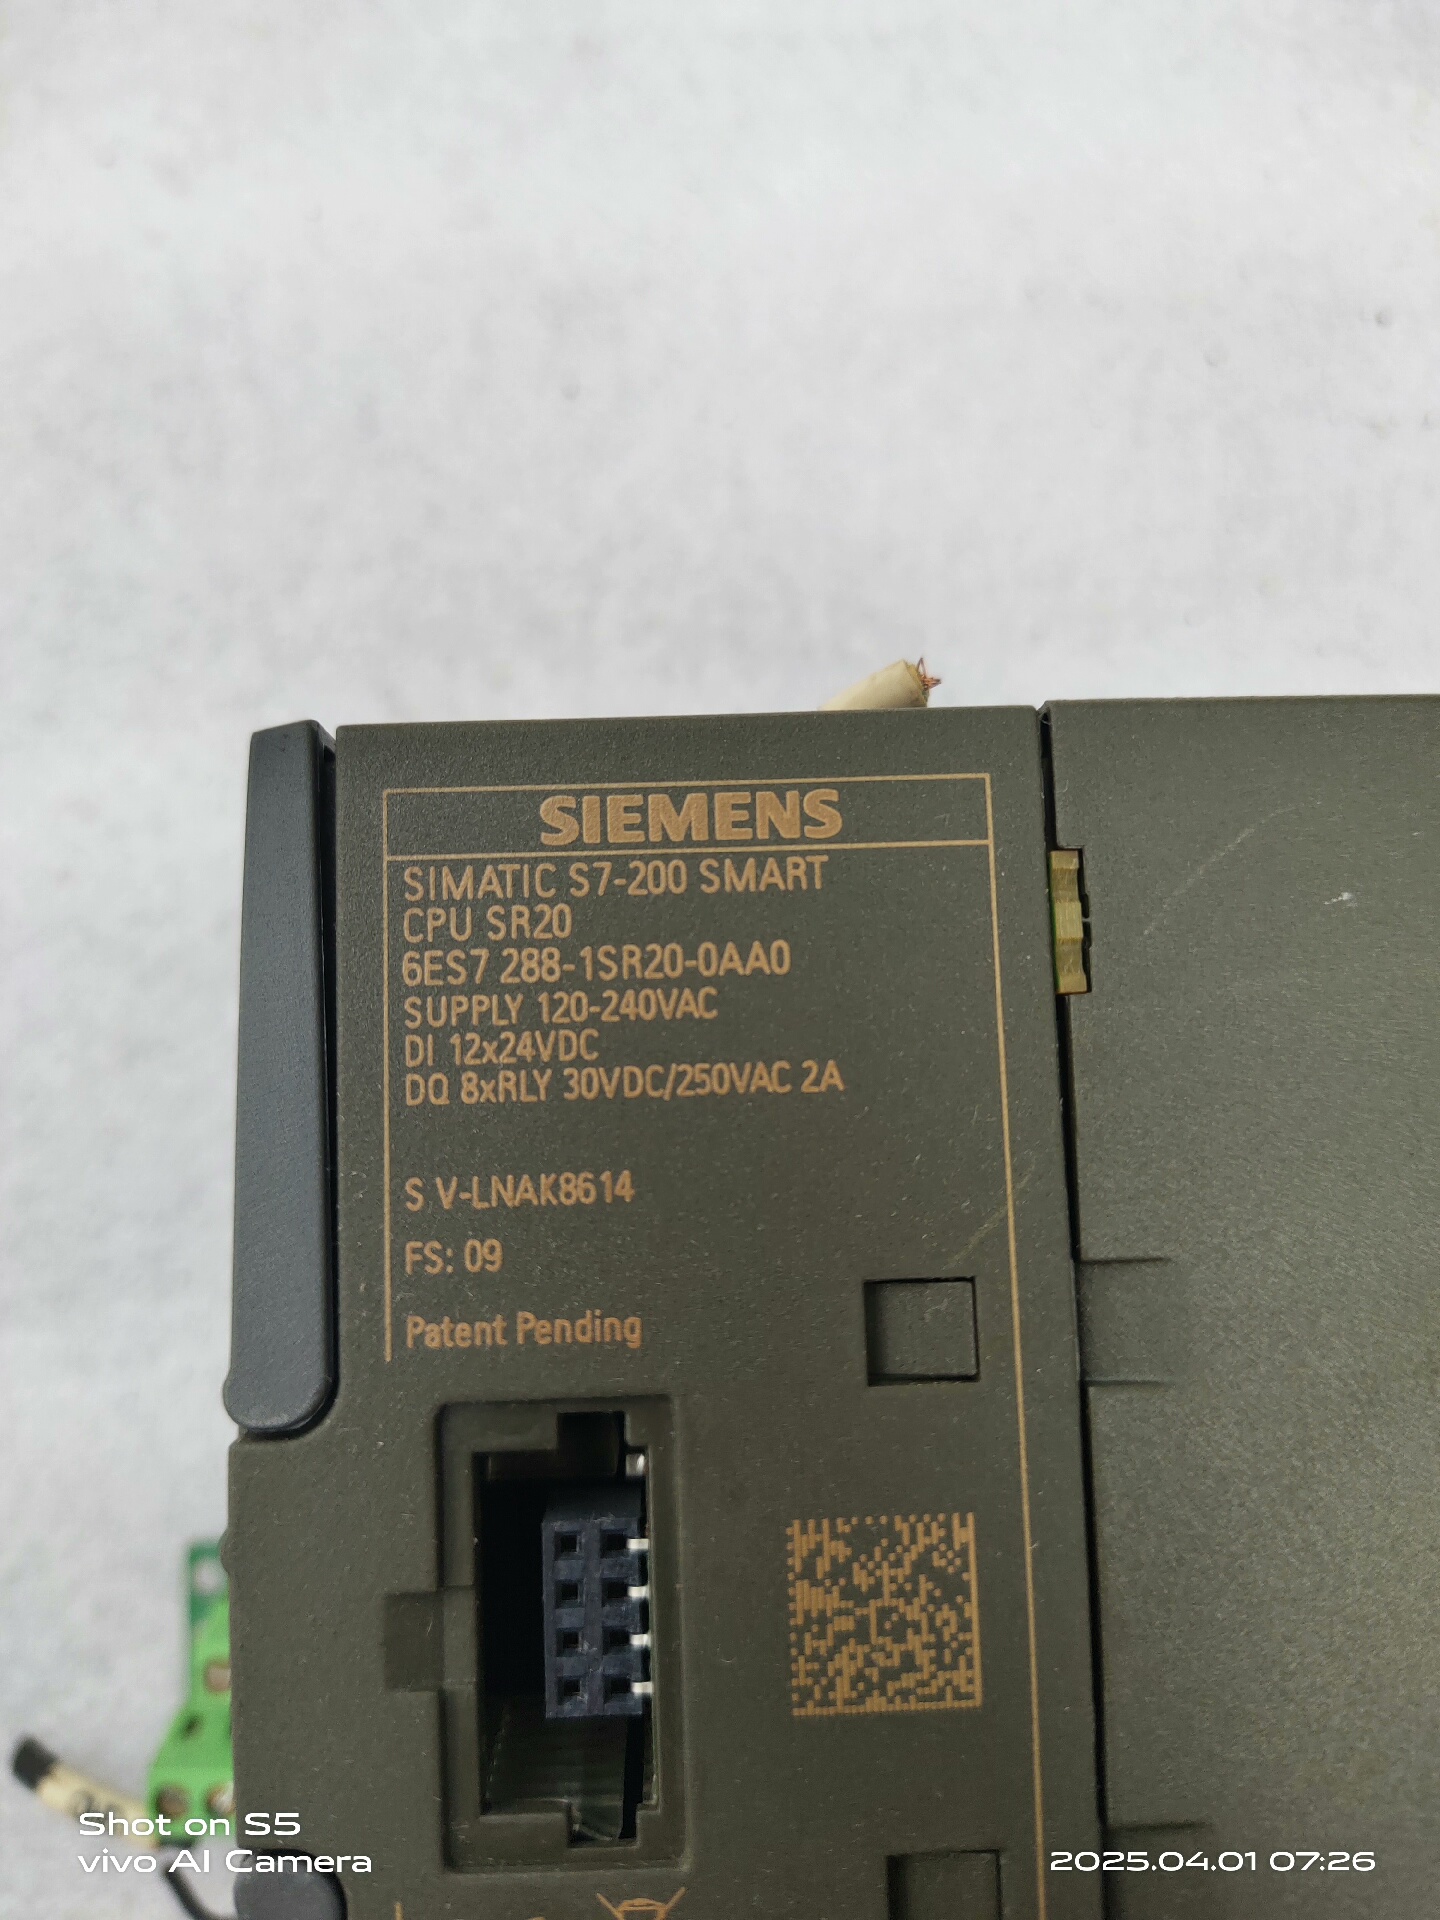 SIEMENS
SIMATIC S7-200 SMART
CPU SR20
6ES7 288-1SR20-0AA0
SUPPLY 120-240VAC
DI 12x24VDC
DQ 8xRLY 30VDC/250VAC 2A
S V-LNAK8614
FS: 09
Patent Pending
Shot on S5
vivo AI Camera
2025.04.01 07:26